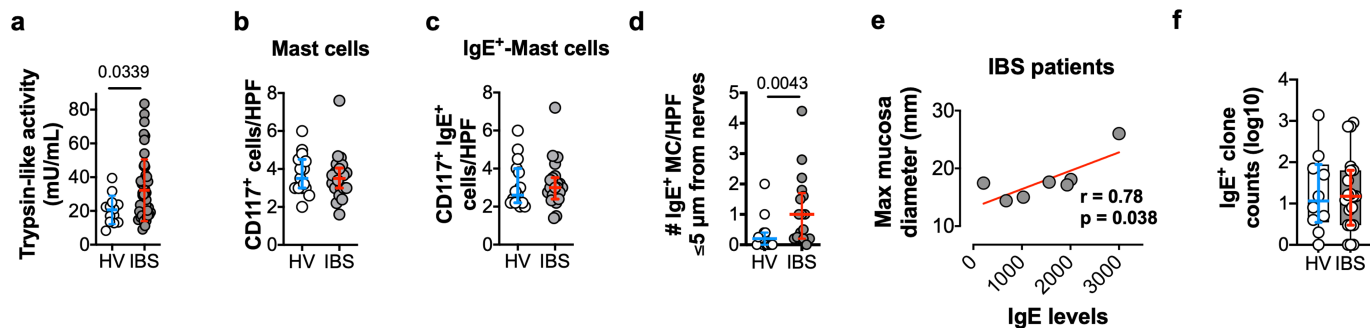 a
Trypsin-like activity
(mU/mL)
0.0339
80
60
40
20
0
HV IBS
b
Mast cells
CD117⁺ cells/HPF
8
6
4
2
0
HV IBS
c
IgE⁺-Mast cells
CD117⁺ IgE⁺
cells/HPF
8
6
4
2
0
HV IBS
d
# IgE⁺ MC/HPF
≤5 µm from nerves
0.0043
5
4
3
2
1
0
HV IBS
e
IBS patients
Max mucosa
diameter (mm)
30
20
10
r = 0.78
p = 0.038
0
1000
2000
3000
IgE levels
f
IgE⁺ clone
counts (log10)
4
3
2
1
0
HV IBS